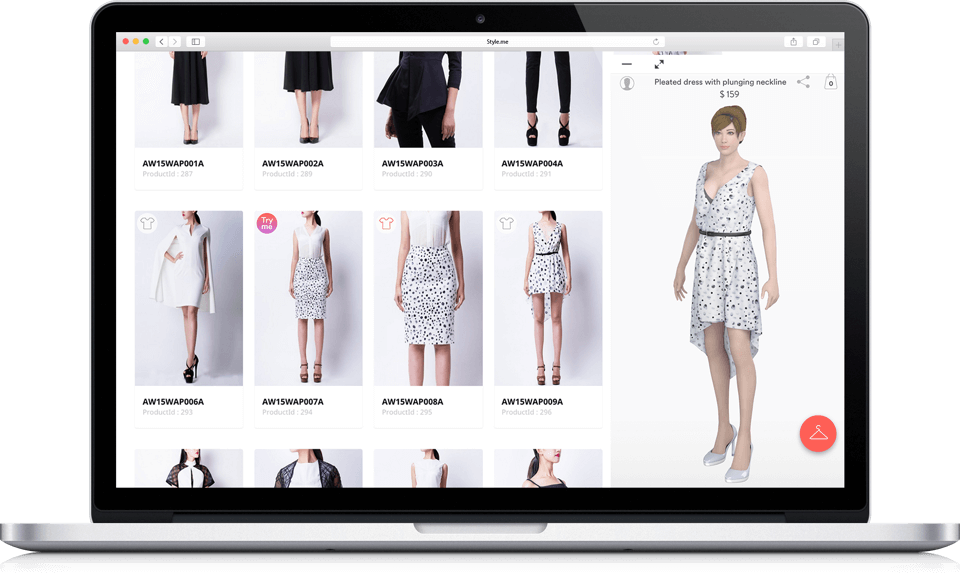 Style.me
Pleated dress with plunging neckline
$ 159
0
AW15WAP001A
ProductId : 287
AW15WAP002A
ProductId : 289
AW15WAP003A
ProductId : 290
AW15WAP004A
ProductId : 291
Try
me
AW15WAP006A
ProductId : 293
AW15WAP007A
ProductId : 294
AW15WAP008A
ProductId : 295
AW15WAP009A
ProductId : 296